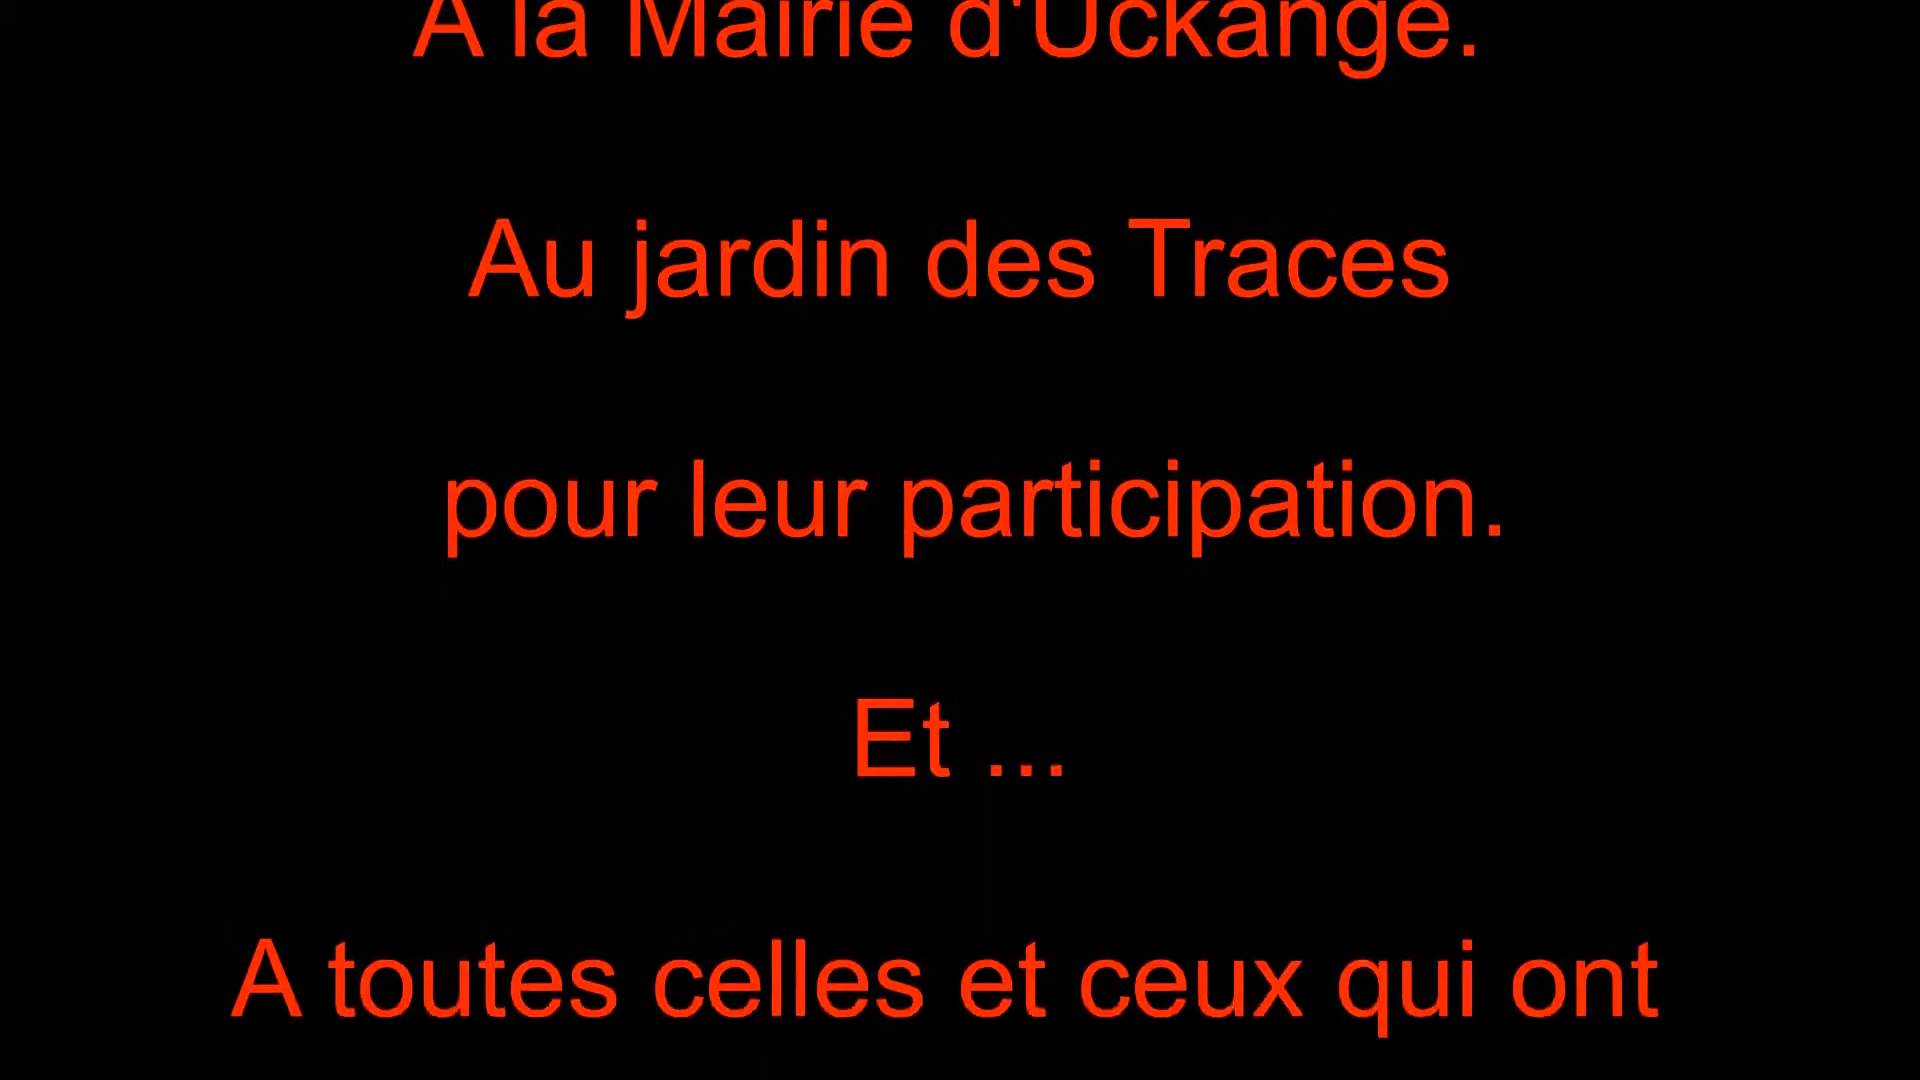 A la Mairie d'Uckange.
Au jardin des Traces
pour leur participation.
Et ...
A toutes celles et ceux qui ont